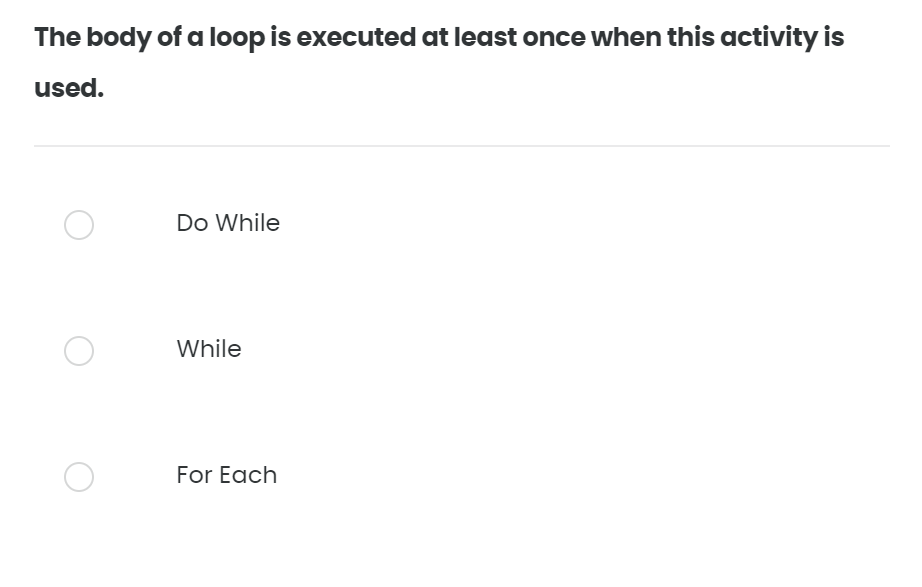 The body of a loop is executed at least once when this activity is
used.
Do While
While
For Each